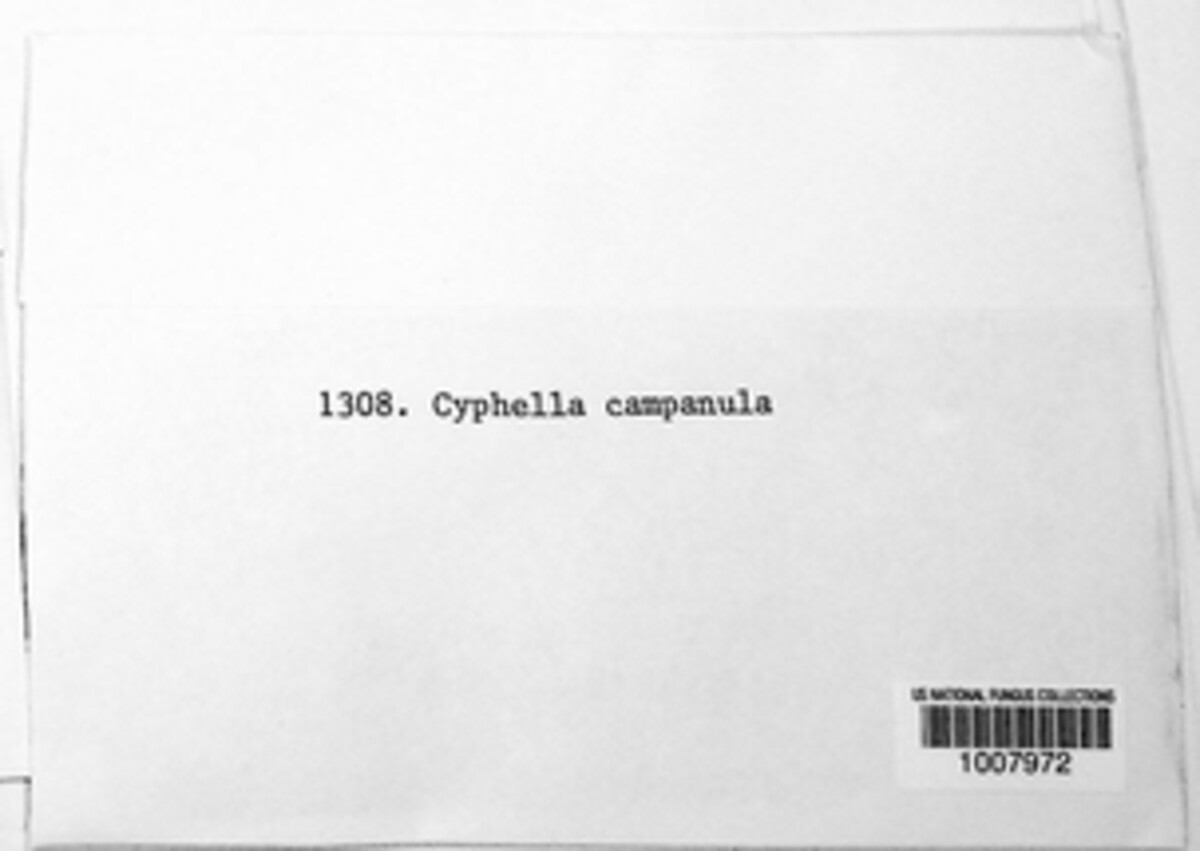 1308. Cyphella campanula
US NATIONAL FUNGUS COLLECTIONS
1007972